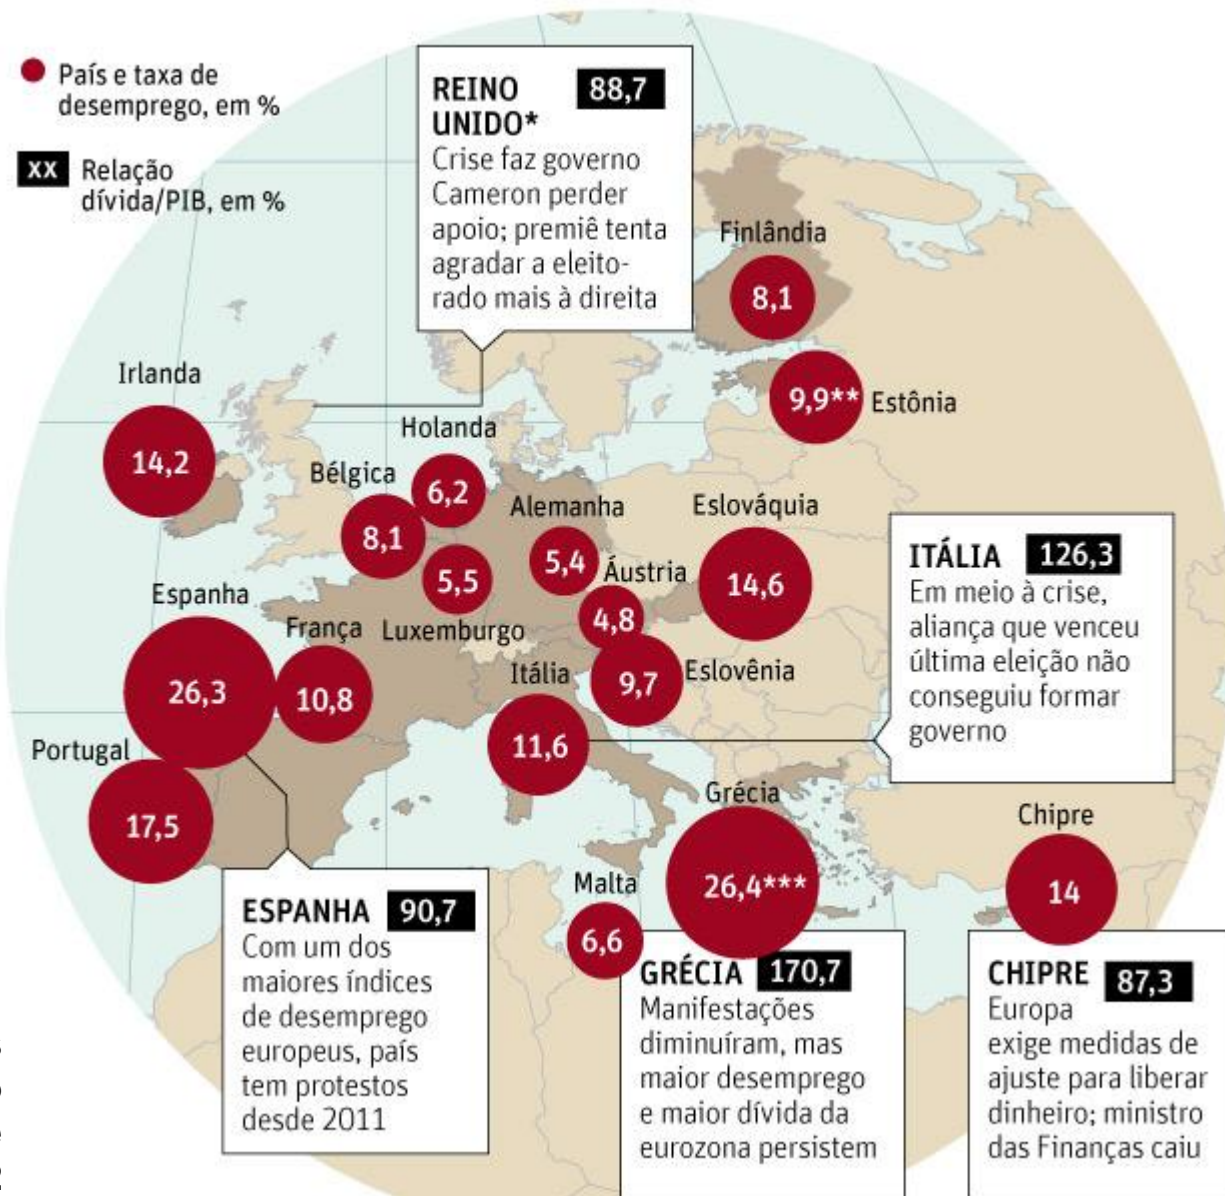 País e taxa de
desemprego, em %
XX Relação
dívida/PIB, em %
REINO 88,7
UNIDO*
Crise faz governo
Cameron perder
apoio; premiê tenta
agradar a eleito-
rado mais à direita
Finlândia
8,1
9,9** Estônia
Irlanda
14,2
Holanda
6,2
Bélgica
8,1
Alemanha
5,4
Eslováquia
14,6
5,5
Luxemburgo
Áustria
4,8
Espanha
26,3
França
10,8
Itália
11,6
9,7 Eslovênia
ITÁLIA 126,3
Em meio à crise,
aliança que venceu
última eleição não
conseguiu formar
governo
Portugal
17,5
Grécia
26,4***
Malta
6,6
Chipre
14
ESPANHA 90,7
Com um dos
maiores índices
de desemprego
europeus, país
tem protestos
desde 2011
GRÉCIA 170,7
Manifestações
diminuíram, mas
maior desemprego
e maior dívida da
eurozona persistem
CHIPRE 87,3
Europa
exige medidas de
ajuste para liberar
dinheiro; ministro
das Finanças caiu